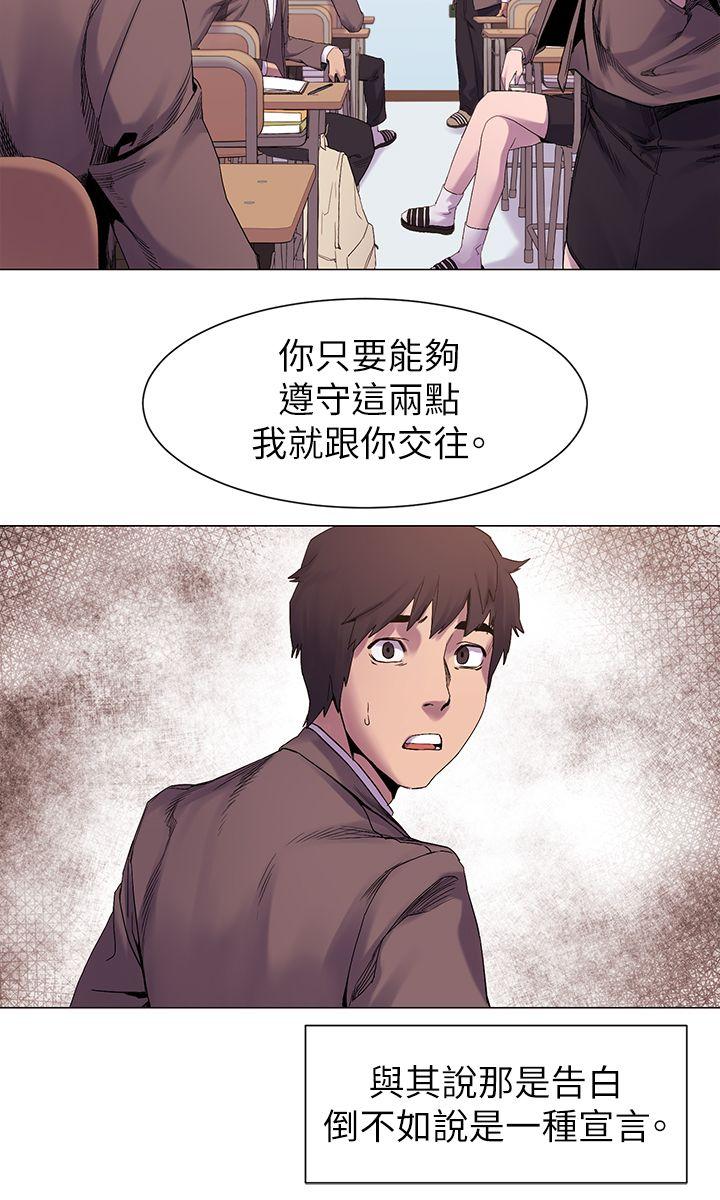 你只要能夠
遵守這兩點
我就跟你交往。
與其說那是告白
倒不如說是一種宣言。